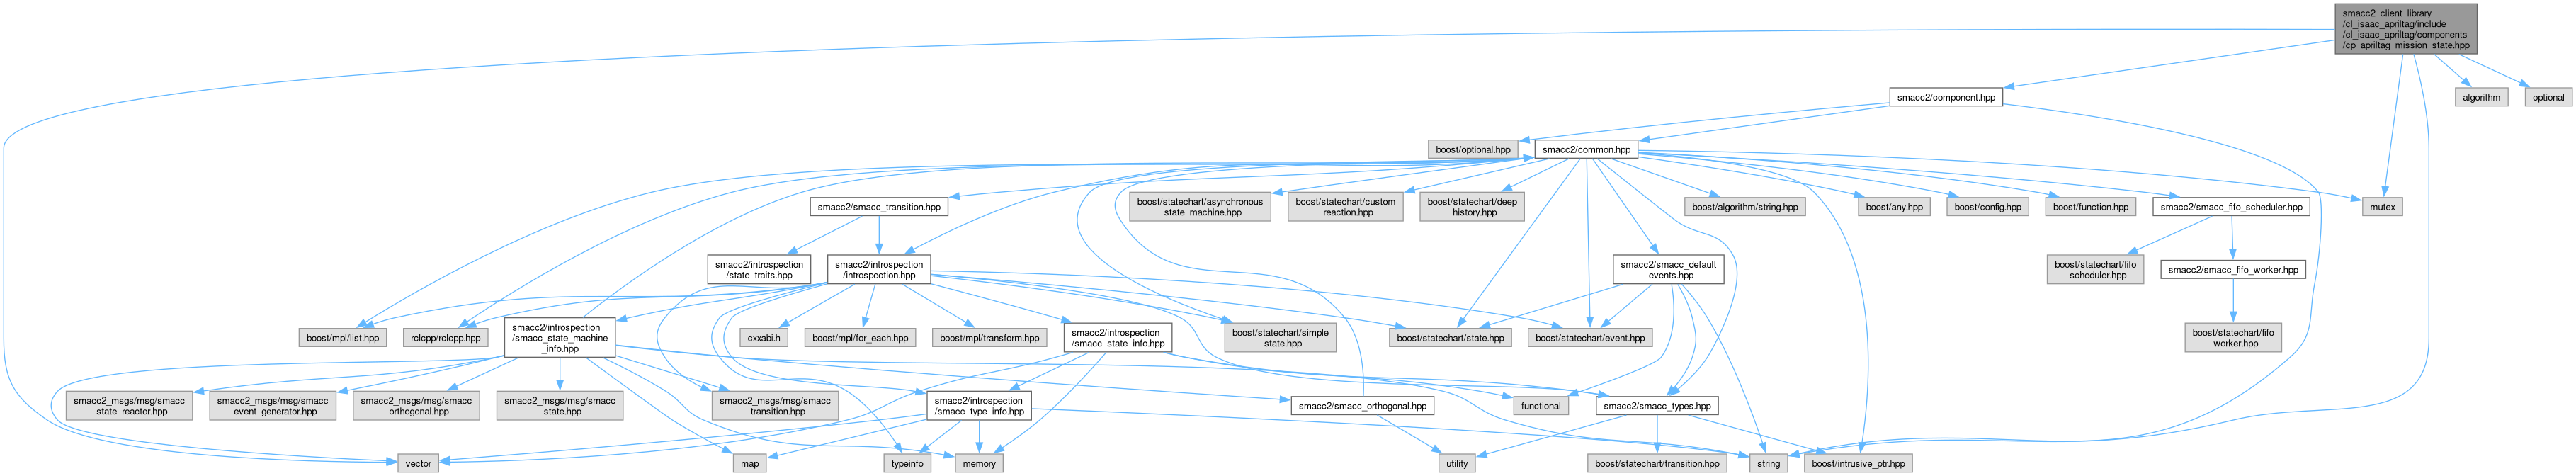 smacc2_client_library
/cl_isaac_apriltag/include
/cl_isaac_apriltag/components
/cp_apriltag_mission_state.hpp
smacc2/component.hpp
algorithm
optional
boost/optional.hpp
smacc2/common.hpp
smacc2/smacc_transition.hpp
boost/statechart/asynchronous
_state_machine.hpp
boost/statechart/custom
_reaction.hpp
boost/statechart/deep
_history.hpp
boost/algorithm/string.hpp
boost/any.hpp
boost/config.hpp
boost/function.hpp
smacc2/smacc_fifo_scheduler.hpp
mutex
smacc2/introspection
/state_traits.hpp
smacc2/introspection
/introspection.hpp
smacc2/smacc_default
_events.hpp
boost/statechart/fifo
_scheduler.hpp
smacc2/smacc_fifo_worker.hpp
boost/mpl/list.hpp
rclcpp/rclcpp.hpp
smacc2/introspection
/smacc_state_machine
_info.hpp
cxxabi.h
boost/mpl/for_each.hpp
boost/mpl/transform.hpp
smacc2/introspection
/smacc_state_info.hpp
boost/statechart/simple
_state.hpp
boost/statechart/state.hpp
boost/statechart/event.hpp
boost/statechart/fifo
_worker.hpp
smacc2_msgs/msg/smacc
_state_reactor.hpp
smacc2_msgs/msg/smacc
_event_generator.hpp
smacc2_msgs/msg/smacc
_orthogonal.hpp
smacc2_msgs/msg/smacc
_state.hpp
smacc2_msgs/msg/smacc
_transition.hpp
smacc2/introspection
/smacc_type_info.hpp
smacc2/smacc_orthogonal.hpp
functional
smacc2/smacc_types.hpp
vector
map
typeinfo
memory
utility
boost/statechart/transition.hpp
string
boost/intrusive_ptr.hpp